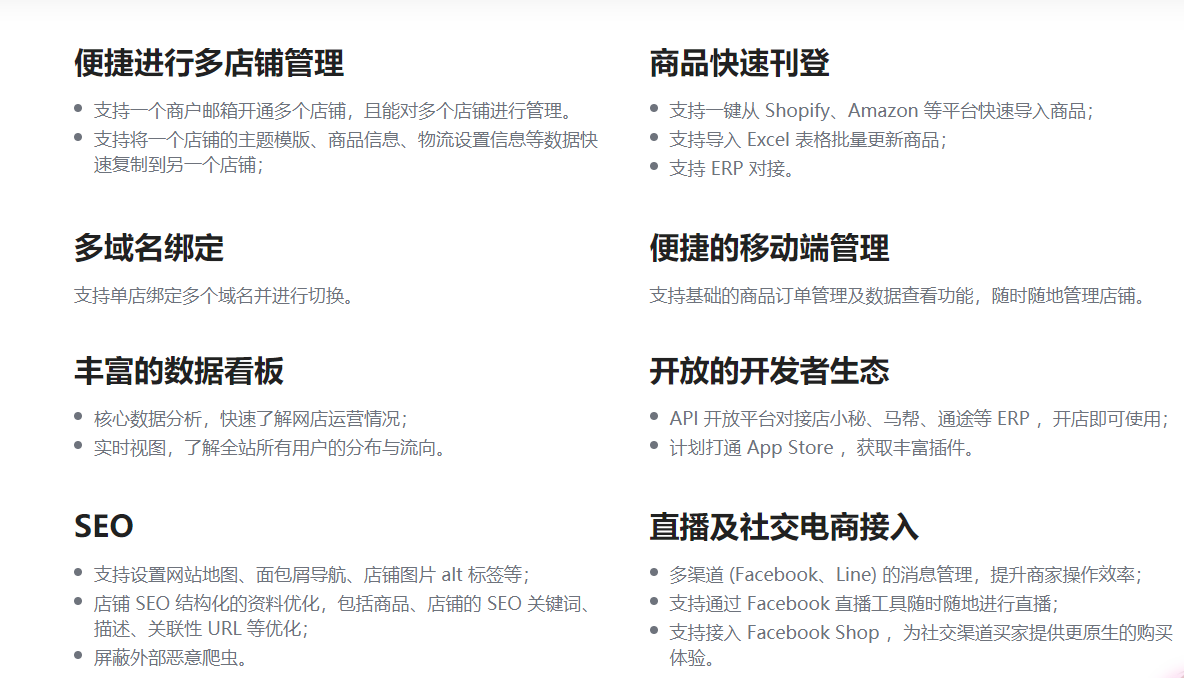 便捷进行多店铺管理
支持一个商户邮箱开通多个店铺，且能对多个店铺进行管理。
支持将一个店铺的主题模版、商品信息、物流设置信息等数据快
速复制到另一个店铺；
商品快速刊登
支持一键从 Shopify、Amazon 等平台快速导入商品；
支持导入 Excel 表格批量更新商品；
支持 ERP 对接。
多域名绑定
支持单店绑定多个域名并进行切换。
便捷的移动端管理
支持基础的商品订单管理及数据查看功能，随时随地管理店铺。
丰富的数据看板
核心数据分析，快速了解网店运营情况；
实时视图，了解全站所有用户的分布与流向。
开放的开发者生态
API 开放平台对接店小秘、马帮、通途等 ERP ，开店即可使用；
计划打通 App Store ，获取丰富插件。
SEO
支持设置网站地图、面包屑导航、店铺图片 alt 标签等；
店铺 SEO 结构化的资料优化，包括商品、店铺的 SEO 关键词、
描述、关联性 URL 等优化；
屏蔽外部恶意爬虫。
直播及社交电商接入
多渠道 (Facebook、Line) 的消息管理，提升商家操作效率；
支持通过 Facebook 直播工具随时随地进行直播；
支持接入 Facebook Shop ，为社交渠道买家提供更原生的购买
体验。